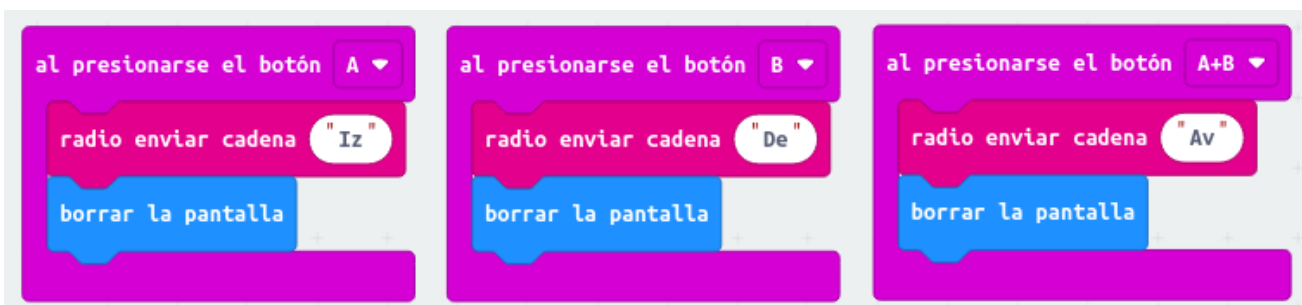 al presionarse el botón A
radio enviar cadena "Iz"
borrar la pantalla
al presionarse el botón B
radio enviar cadena "De"
borrar la pantalla
al presionarse el botón A+B
radio enviar cadena "Av"
borrar la pantalla